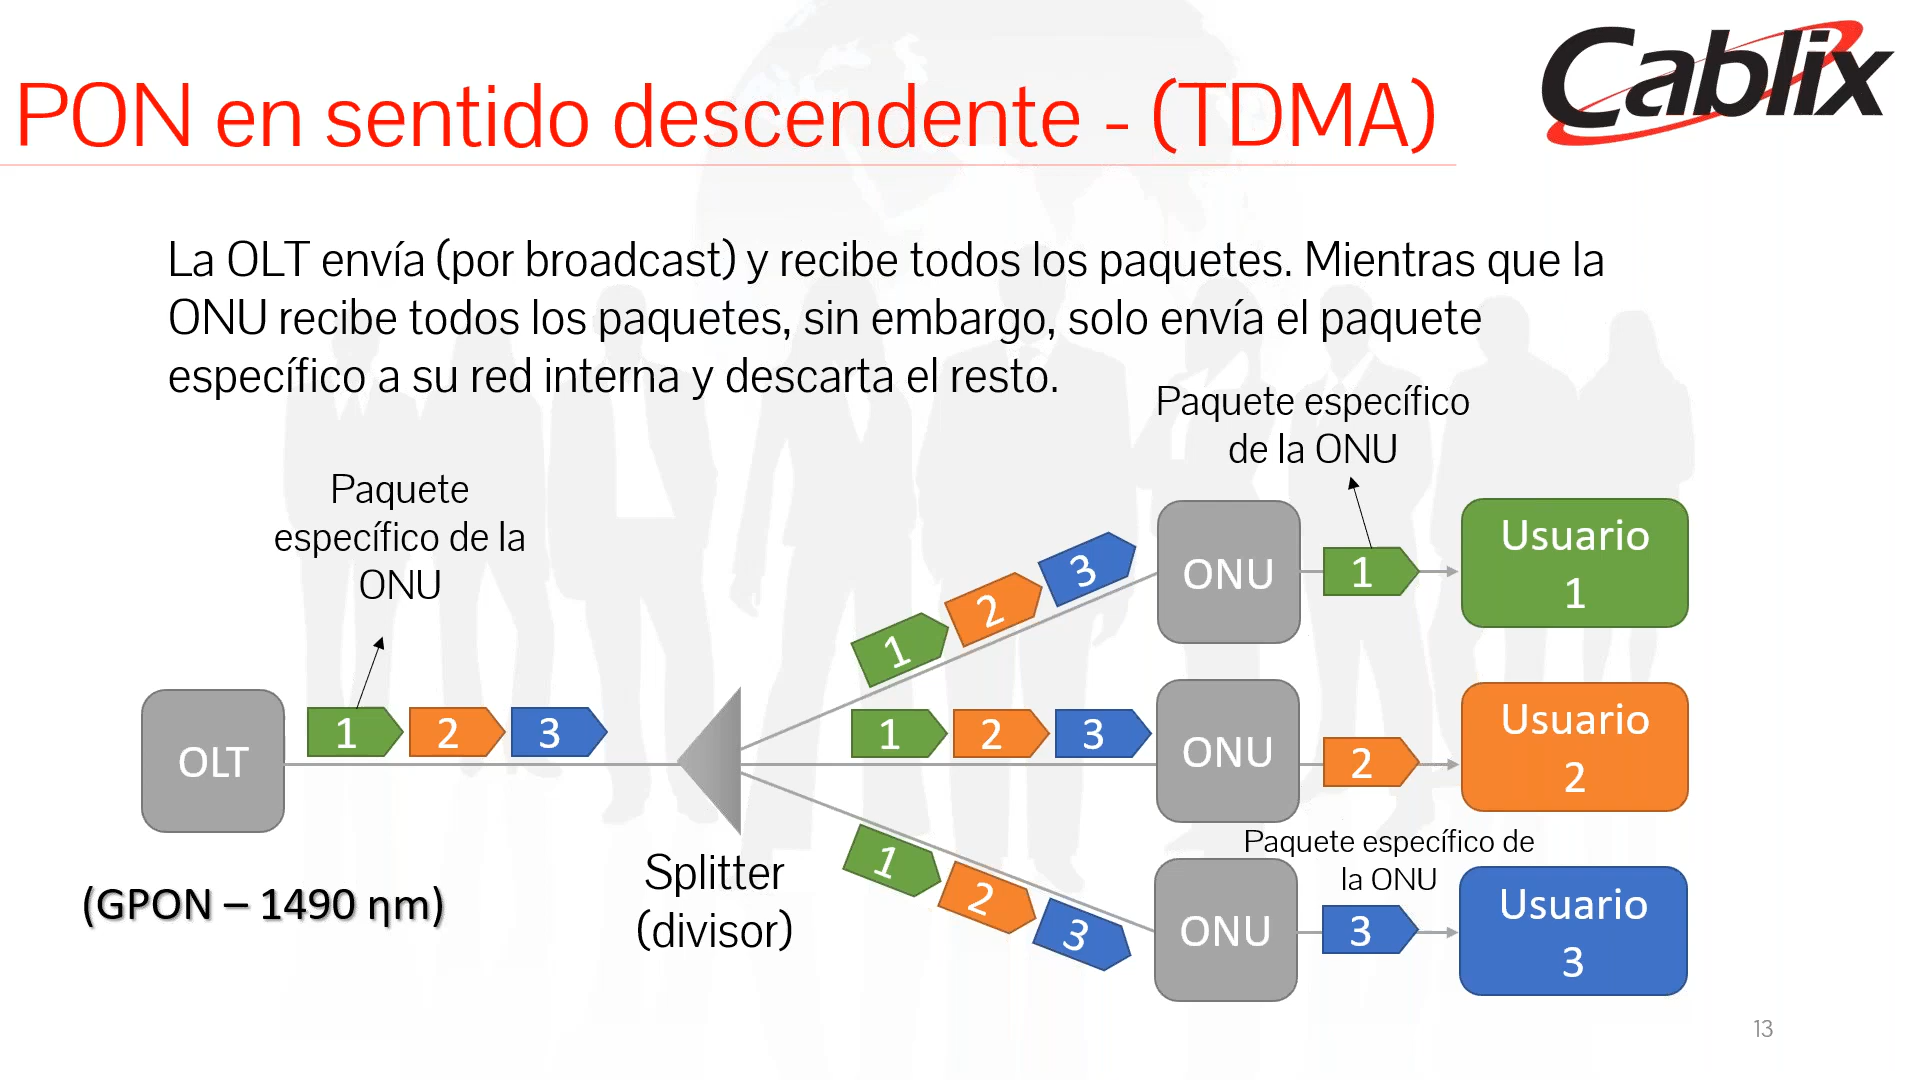 Cablix
PON en sentido descendente - (TDMA)
La OLT envía (por broadcast) y recibe todos los paquetes. Mientras que la
ONU recibe todos los paquetes, sin embargo, solo envía el paquete
específico a su red interna y descarta el resto.
Paquete específico
de la ONU
Paquete
específico de la
ONU
OLT
1
2
3
Splitter
(divisor)
1
2
3
ONU
1
Usuario
1
1
2
3
ONU
2
Usuario
2
1
2
3
Paquete específico de
la ONU
ONU
3
Usuario
3
(GPON – 1490 ηm)
13